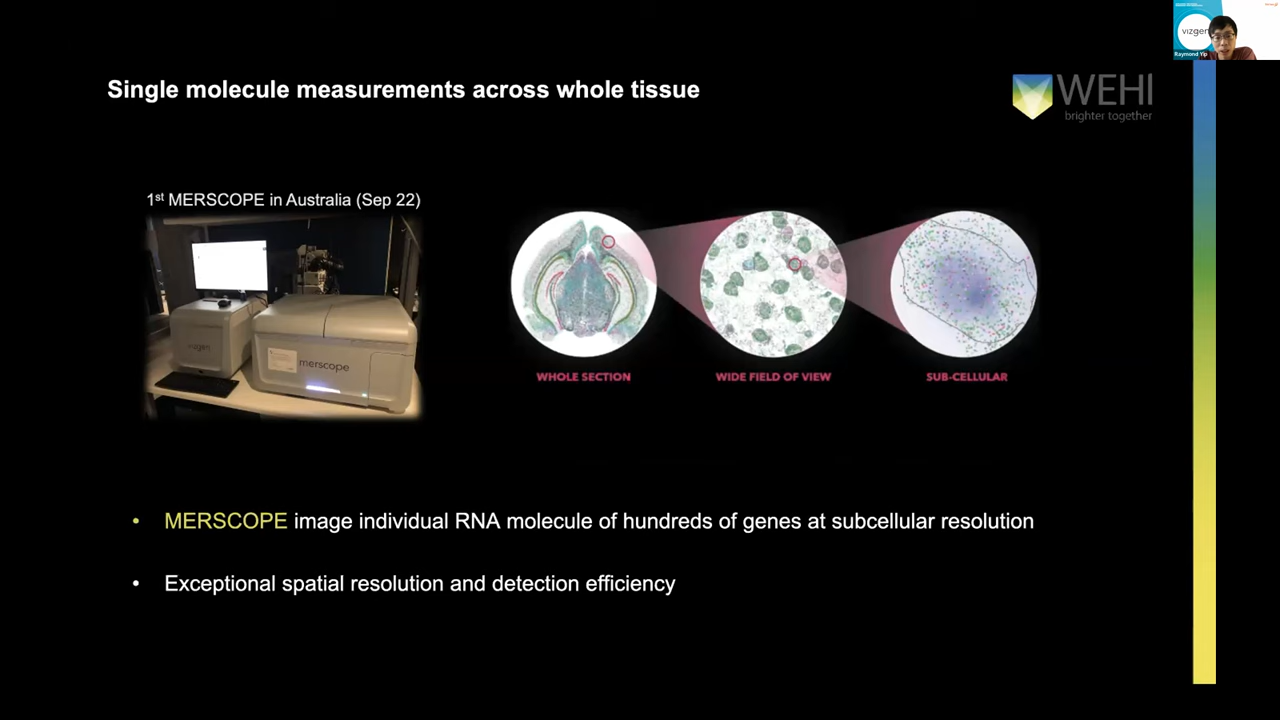 vizgen
Raymond Yip
Single molecule measurements across whole tissue
WEHI
brighter together
1st MERSCOPE in Australia (Sep 22)
vizgen
merscope
WHOLE SECTION
WIDE FIELD OF VIEW
SUB-CELLULAR
• MERSCOPE image individual RNA molecule of hundreds of genes at subcellular resolution
• Exceptional spatial resolution and detection efficiency